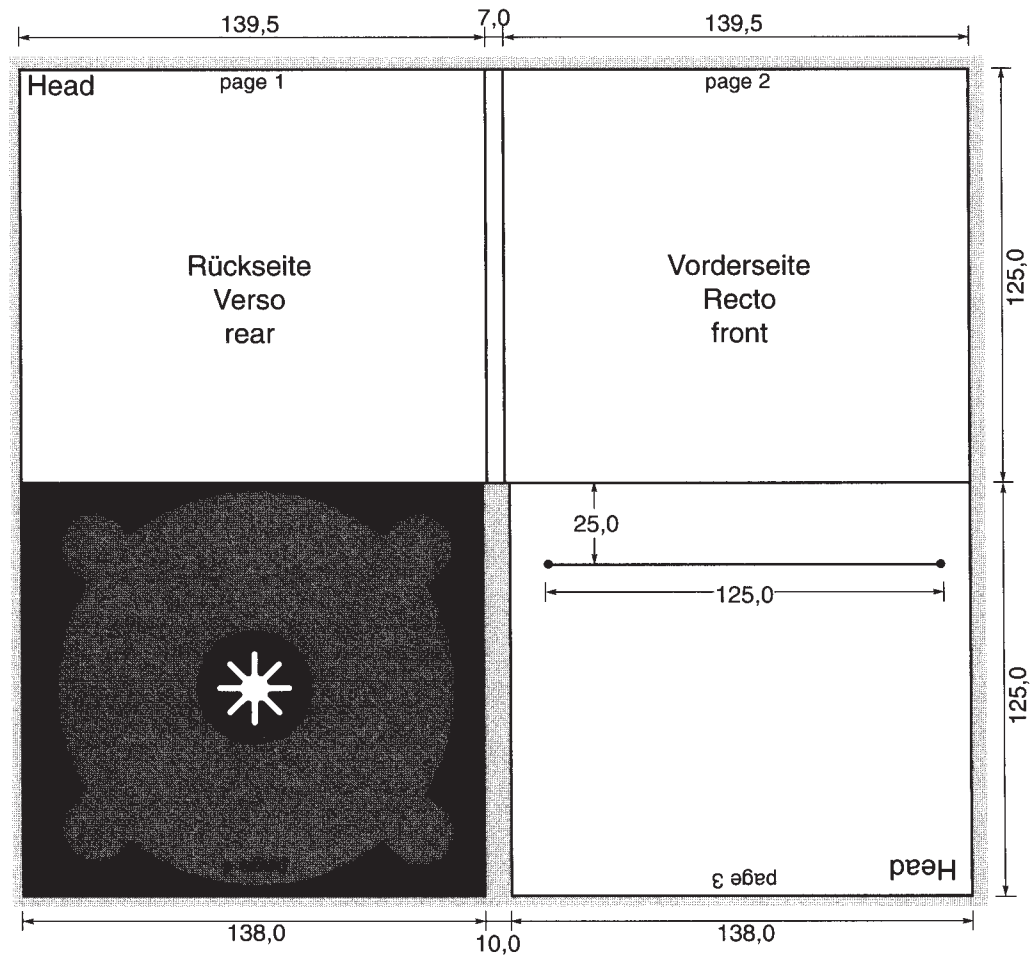 139,5
7,0
139,5
Head
page 1
page 2
Rückseite
Verso
rear
Vorderseite
Recto
front
125,0
25,0
125,0
125,0
page 3
Head
138,0
10,0
138,0